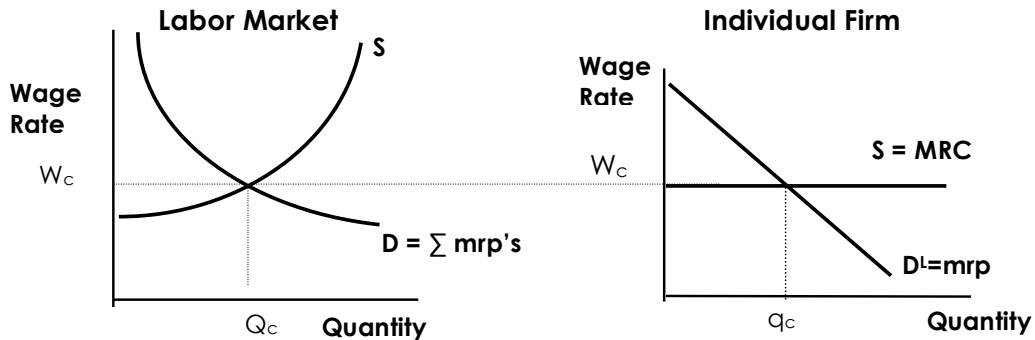 Labor Market
S
Wage
Rate
Wc
D = ∑ mrp's
Qc
Quantity
Individual Firm
Wage
Rate
S = MRC
Wc
Dᴸ=mrp
qc
Quantity